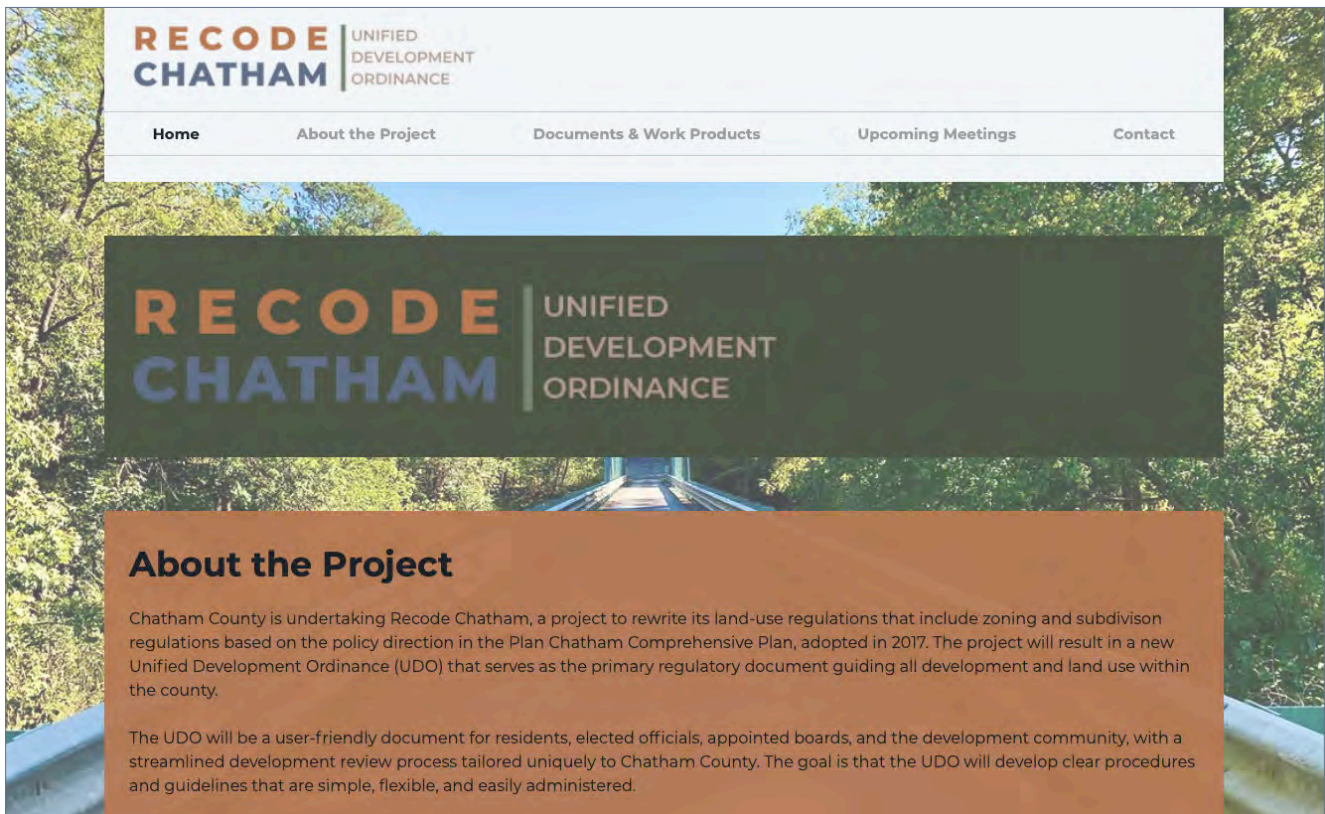 RECODE
CHATHAM
UNIFIED
DEVELOPMENT
ORDINANCE
Home
About the Project
Documents & Work Products
Upcoming Meetings
Contact
RECODE
CHATHAM
UNIFIED
DEVELOPMENT
ORDINANCE
About the Project
Chatham County is undertaking Recode Chatham, a project to rewrite its land-use regulations that include zoning and subdivison
regulations based on the policy direction in the Plan Chatham Comprehensive Plan, adopted in 2017. The project will result in a new
Unified Development Ordinance (UDO) that serves as the primary regulatory document guiding all development and land use within
the county.
The UDO will be a user-friendly document for residents, elected officials, appointed boards, and the development community, with a
streamlined development review process tailored uniquely to Chatham County. The goal is that the UDO will develop clear procedures
and guidelines that are simple, flexible, and easily administered.